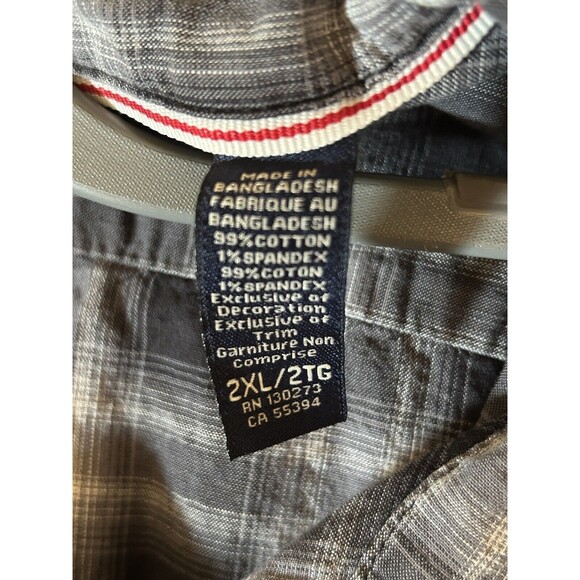 MADE IN
BANGLADESH
FABRIQUE AU
BANGLADESH
99%COTTON
1%SPANDEX
99%COTON
1%SPANDEX
Exclusive of
Decoration
Exclusive of
Trim
Garniture Non
Comprise
2XL/2TG
RN 130273
CA 55394